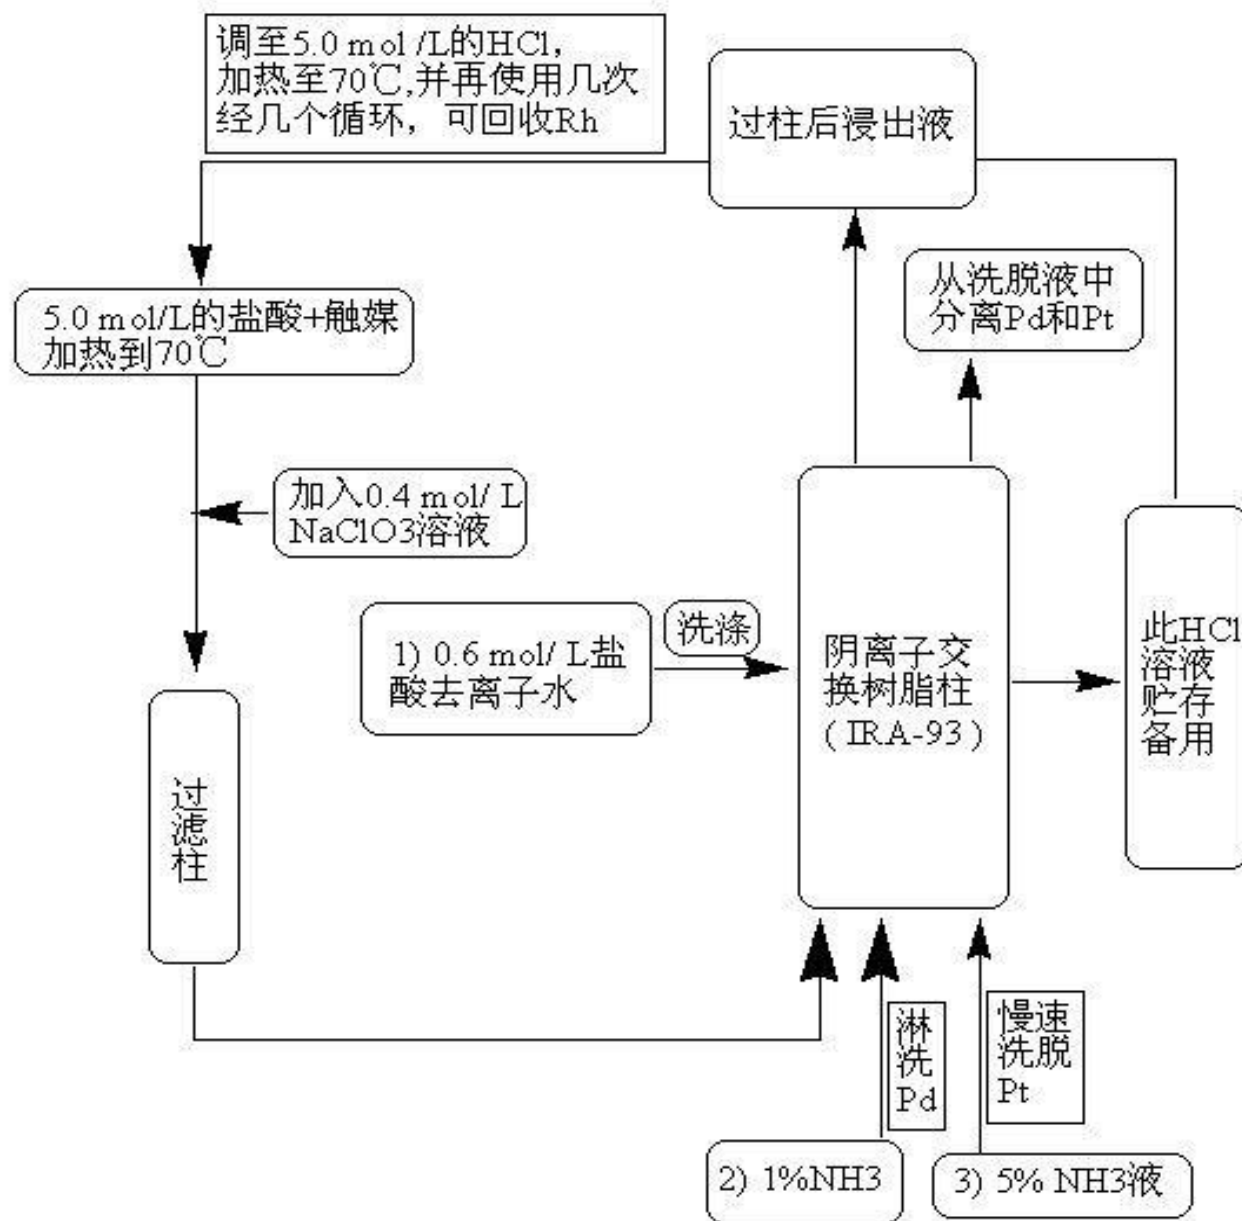 调至5.0 mol /L的HCl，
加热至70℃,并再使用几次
经几个循环，可回收Rh
过柱后浸出液
从洗脱液中
分离Pd和Pt
5.0 mol/L的盐酸+触媒
加热到70℃
加入0.4 mol/ L
NaClO3溶液
1) 0.6 mol/ L盐
酸去离子水
洗涤
阴离子交
换树脂柱
( IRA-93 )
此HCl
溶液
贮存
备用
过
滤
柱
淋
洗
Pd
慢速
洗脱
Pt
2) 1%NH3
3) 5% NH3液